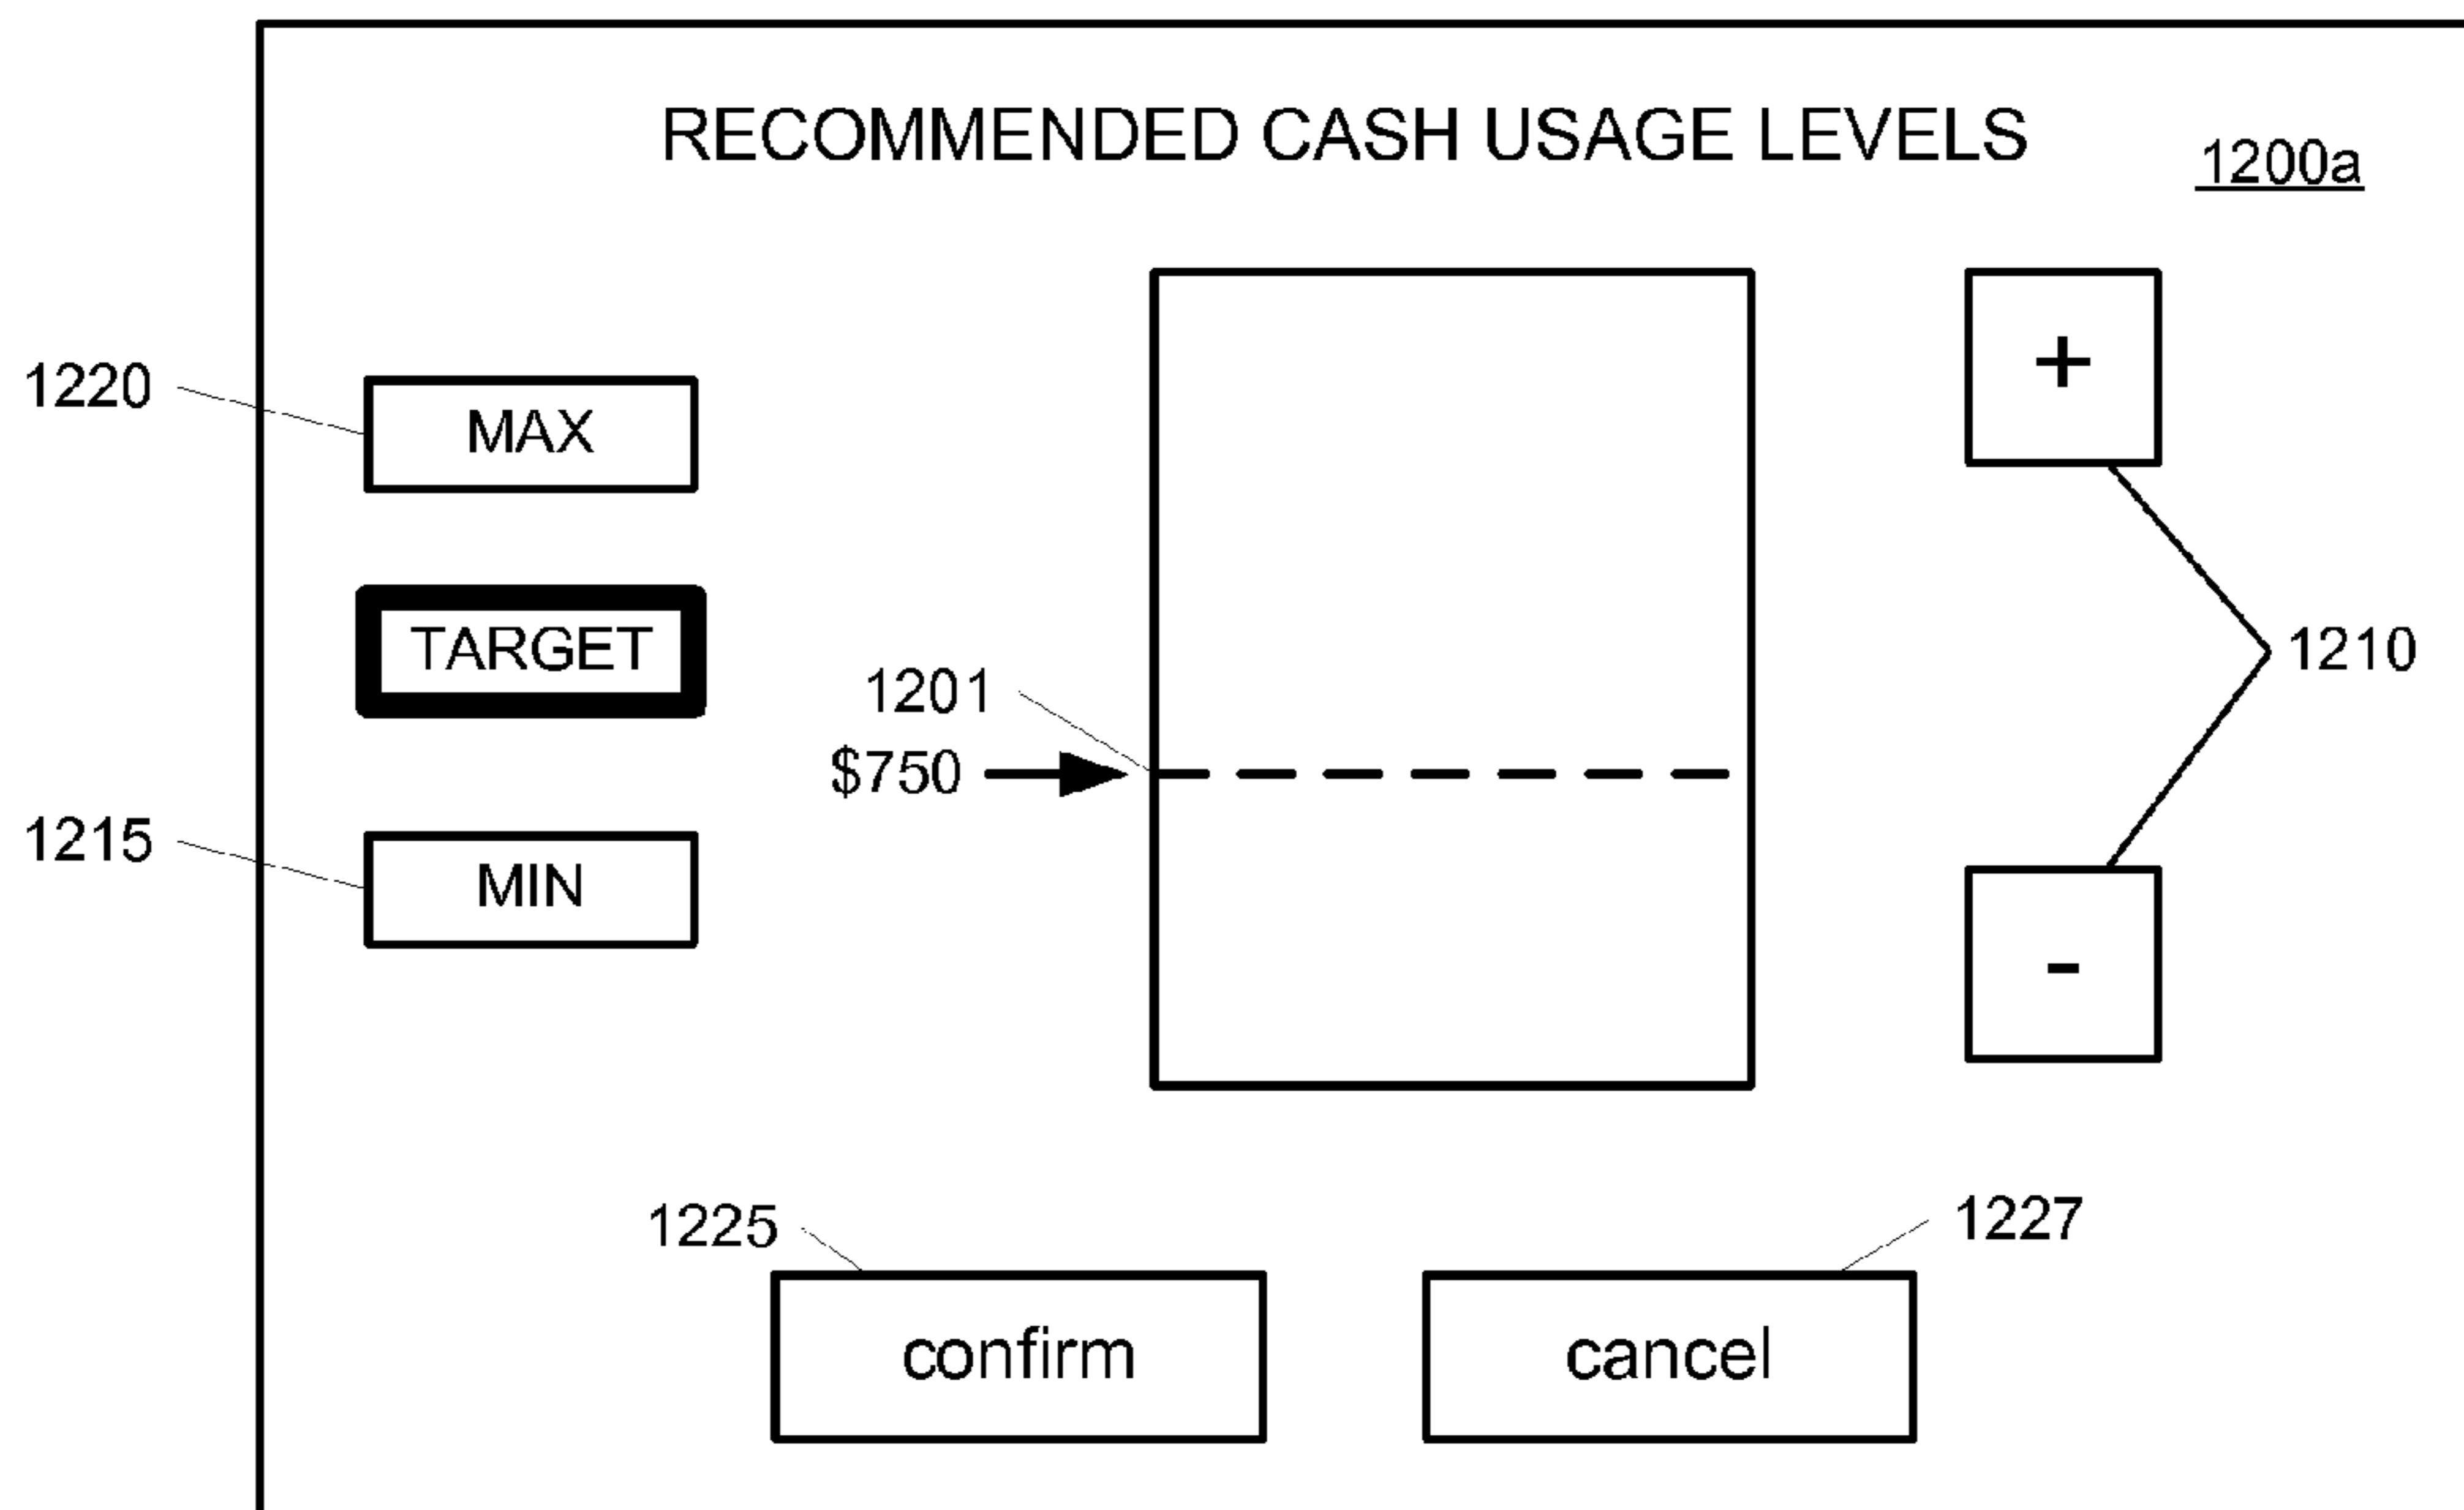 RECOMMENDED CASH USAGE LEVELS
1200a
1220
MAX
+
TARGET
1210
1201
$750
1215
MIN
-
1225
1227
confirm
cancel